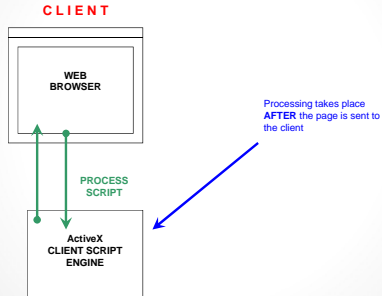 CLIENT
WEB
BROWSER
Processing takes place
AFTER the page is sent to
the client
PROCESS
SCRIPT
ActiveX
CLIENT SCRIPT
ENGINE